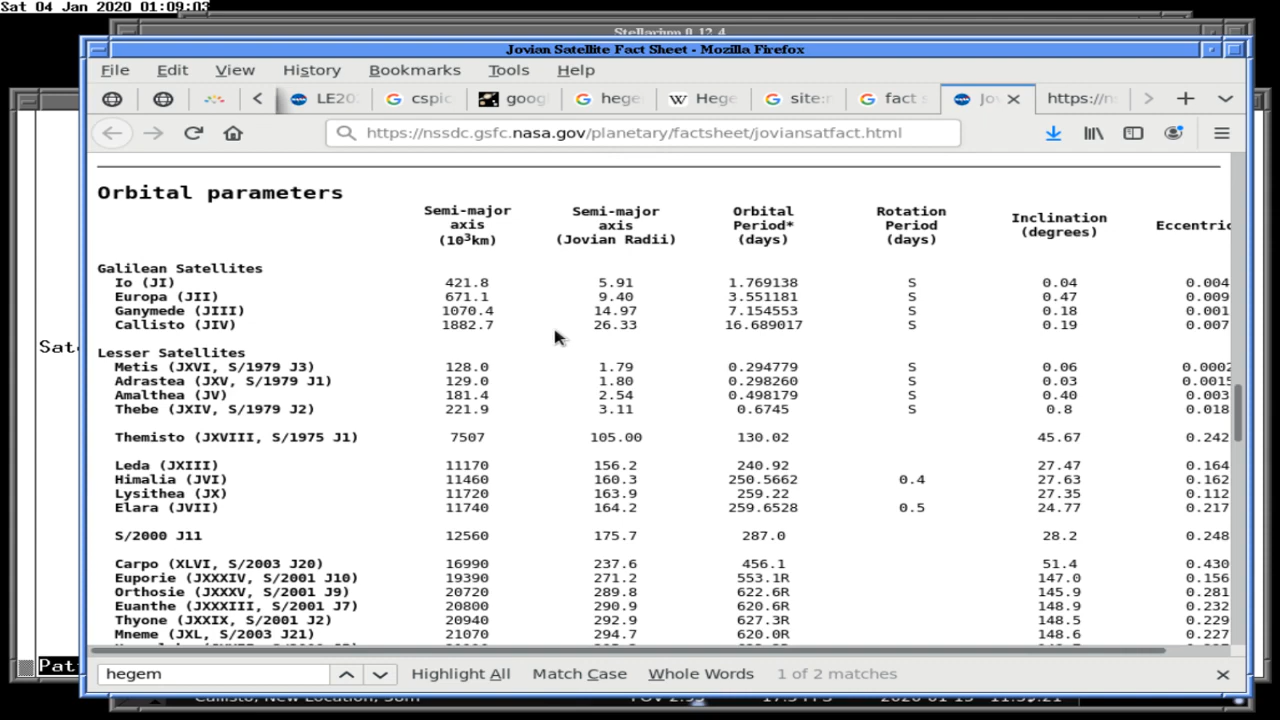 Sat 04 Jan 2020 01:09:03
Stellarium 0.12.4
Jovian Satellite Fact Sheet - Mozilla Firefox
File Edit View History Bookmarks Tools Help
LE20 cspic goog hege Hege site:r fact s Jov https://n
https://nssdc.gsfc.nasa.gov/planetary/factsheet/joviansatfact.html
Orbital parameters
Semi-major Semi-major Orbital Rotation Inclination Eccentric
axis axis Period* Period (degrees)
(10³km) (Jovian Radii) (days) (days)
Galilean Satellites
Io (JI) 421.8 5.91 1.769138 S 0.04 0.004
Europa (JII) 671.1 9.40 3.551181 S 0.47 0.009
Ganymede (JIII) 1070.4 14.97 7.154553 S 0.18 0.001
Callisto (JIV) 1882.7 26.33 16.689017 S 0.19 0.007
Sat
Lesser Satellites
Metis (JXVI, S/1979 J3) 128.0 1.79 0.294779 S 0.06 0.0002
Adrastea (JXV, S/1979 J1) 129.0 1.80 0.298260 S 0.03 0.0015
Amalthea (JV) 181.4 2.54 0.498179 S 0.40 0.003
Thebe (JXIV, S/1979 J2) 221.9 3.11 0.6745 S 0.8 0.018
Themisto (JXVIII, S/1975 J1) 7507 105.00 130.02 45.67 0.242
Leda (JXIII) 11170 156.2 240.92 27.47 0.164
Himalia (JVI) 11460 160.3 250.5662 0.4 27.63 0.162
Lysithea (JX) 11720 163.9 259.22 27.35 0.112
Elara (JVII) 11740 164.2 259.6528 0.5 24.77 0.217
S/2000 J11 12560 175.7 287.0 28.2 0.248
Carpo (XLVI, S/2003 J20) 16990 237.6 456.1 51.4 0.430
Euporie (JXXXIV, S/2001 J10) 19390 271.2 553.1R 147.0 0.156
Orthosie (JXXXV, S/2001 J9) 20720 289.8 622.6R 145.9 0.281
Euanthe (JXXXIII, S/2001 J7) 20800 290.9 620.6R 148.9 0.232
Thyone (JXXIX, S/2001 J2) 20940 292.9 627.3R 148.5 0.229
Mneme (JXL, S/2003 J21) 21070 294.7 620.0R 148.6 0.227
Pat
hegem Highlight All Match Case Whole Words 1 of 2 matches